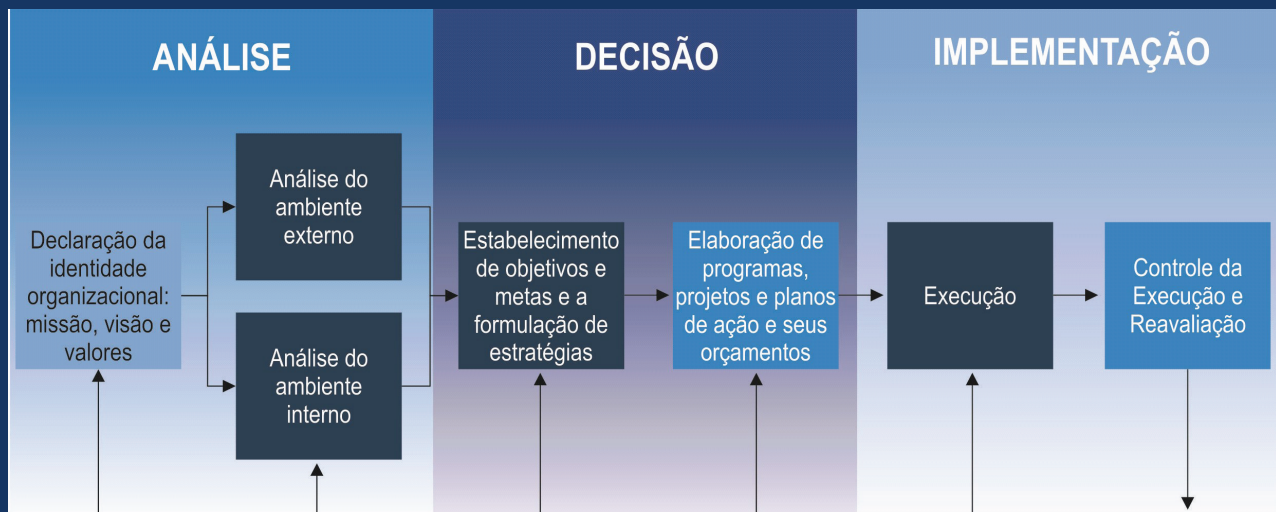 ANÁLISE
DECISÃO
IMPLEMENTAÇÃO
Declaração da
identidade
organizacional:
missão, visão e
valores
Análise do
ambiente
externo
Análise do
ambiente
interno
Estabelecimento
de objetivos e
metas e a
formulação de
estratégias
Elaboração de
programas,
projetos e planos
de ação e seus
orçamentos
Execução
Controle da
Execução e
Reavaliação